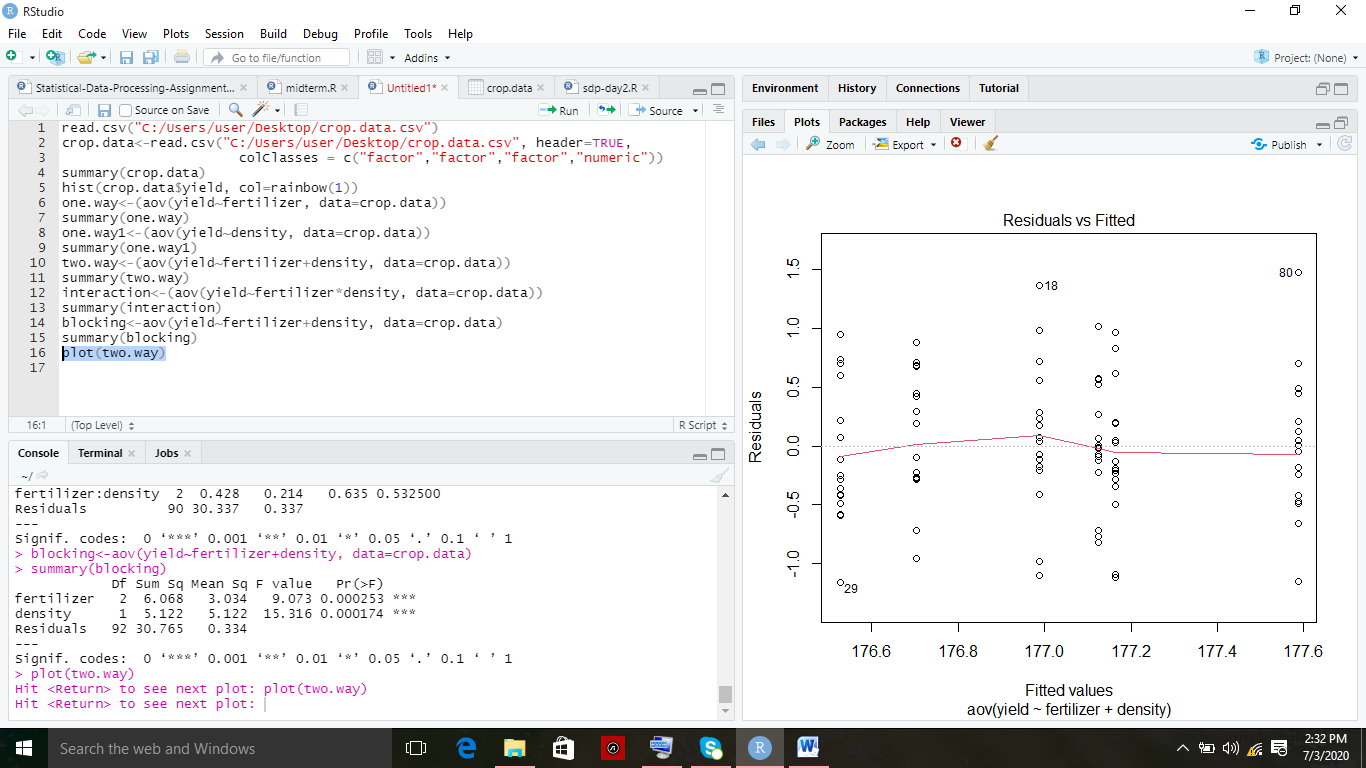 RStudio
File Edit Code View Plots Session Build Debug Profile Tools Help
Go to file/function Addins Project: (None)
Statistical-Data-Processing-Assignment... midterm.R Untitled1* crop.data sdp-day2.R
Source on Save Run Source
1 read.csv("C:/Users/user/Desktop/crop.data.csv")
2 crop.data<-read.csv("C:/Users/user/Desktop/crop.data.csv", header=TRUE,
3 colClasses = c("factor","factor","factor","numeric"))
4 summary(crop.data)
5 hist(crop.data$yield, col=rainbow(1))
6 one.way<-(aov(yield~fertilizer, data=crop.data))
7 summary(one.way)
8 one.way1<-(aov(yield~density, data=crop.data))
9 summary(one.way1)
10 two.way<-(aov(yield~fertilizer+density, data=crop.data))
11 summary(two.way)
12 interaction<-(aov(yield~fertilizer*density, data=crop.data))
13 summary(interaction)
14 blocking<-aov(yield~fertilizer+density, data=crop.data)
15 summary(blocking)
16 plot(two.way)
17
16:1 (Top Level) R Script
Console Terminal Jobs
~/
fertilizer:density 2 0.428 0.214 0.635 0.532500
Residuals 90 30.337 0.337
---
Signif. codes: 0 ‘***’ 0.001 ‘**’ 0.01 ‘*’ 0.05 ‘.’ 0.1 ‘ ’ 1
> blocking<-aov(yield~fertilizer+density, data=crop.data)
> summary(blocking)
Df Sum Sq Mean Sq F value Pr(>F)
fertilizer 2 6.068 3.034 9.073 0.000253 ***
density 1 5.122 5.122 15.316 0.000174 ***
Residuals 92 30.765 0.334
---
Signif. codes: 0 ‘***’ 0.001 ‘**’ 0.01 ‘*’ 0.05 ‘.’ 0.1 ‘ ’ 1
> plot(two.way)
Hit <Return> to see next plot: plot(two.way)
Hit <Return> to see next plot:
Environment History Connections Tutorial
Files Plots Packages Help Viewer
Zoom Export Publish
Residuals vs Fitted
Residuals
1.5
1.0
0.5
0.0
-0.5
-1.0
80
18
29
176.6 176.8 177.0 177.2 177.4 177.6
Fitted values
aov(yield ~ fertilizer + density)
Search the web and Windows
2:32 PM
7/3/2020